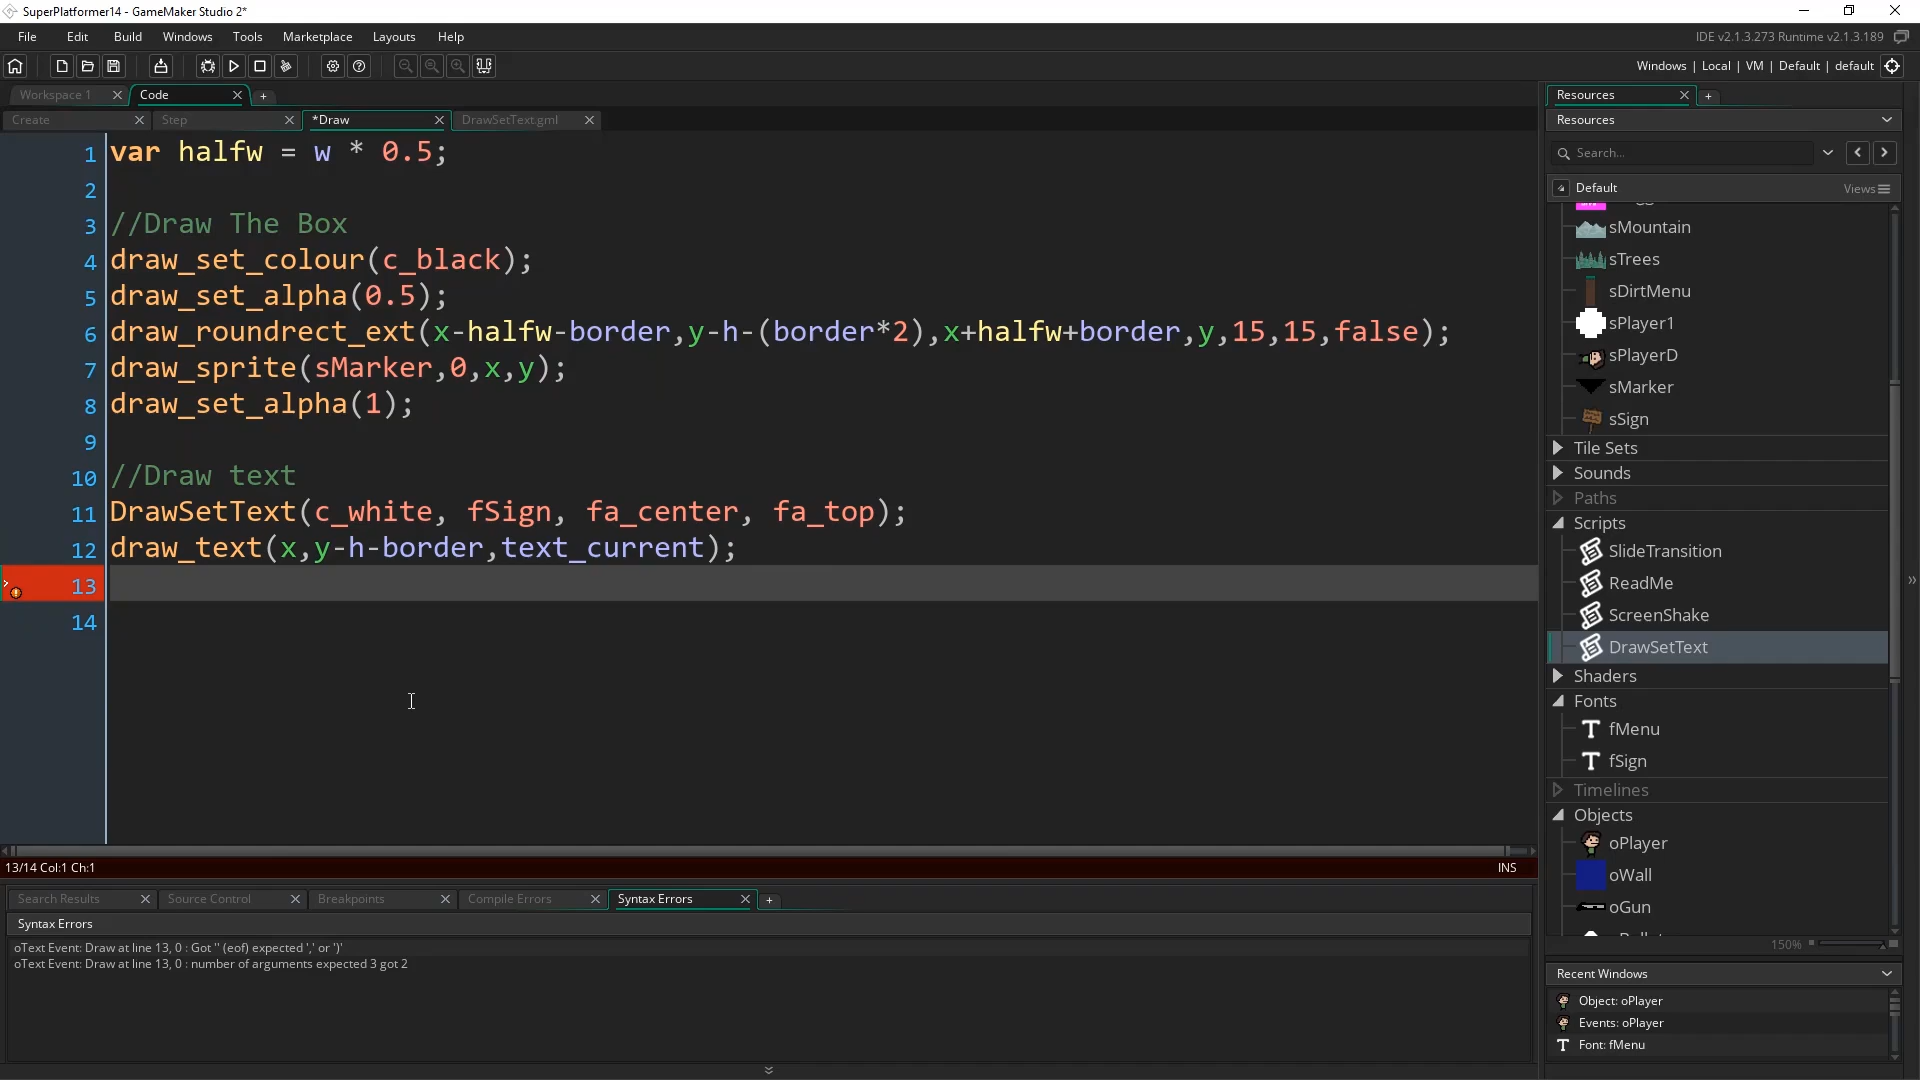 SuperPlatformer14 - GameMaker Studio 2*
File Edit Build Windows Tools Marketplace Layouts Help
IDE v2.1.3.273 Runtime v2.1.3.189
Windows | Local | VM | Default | default
Workspace 1 Code
Create Step *Draw DrawSetText.gml
1 var halfw = w * 0.5;
2
3 //Draw The Box
4 draw_set_colour(c_black);
5 draw_set_alpha(0.5);
6 draw_roundrect_ext(x-halfw-border,y-h-(border*2),x+halfw+border,y,15,15,false);
7 draw_sprite(sMarker,0,x,y);
8 draw_set_alpha(1);
9
10 //Draw text
11 DrawSetText(c_white, fSign, fa_center, fa_top);
12 draw_text(x,y-h-border,text_current);
13
14
13/14 Col:1 Ch:1
INS
Search Results Source Control Breakpoints Compile Errors Syntax Errors
Syntax Errors
oText Event: Draw at line 13, 0 : Got '' (eof) expected ',' or ')'
oText Event: Draw at line 13, 0 : number of arguments expected 3 got 2
Resources
Resources
Search...
Default
Views
sMountain
sTrees
sDirtMenu
sPlayer1
sPlayerD
sMarker
sSign
Tile Sets
Sounds
Paths
Scripts
SlideTransition
ReadMe
ScreenShake
DrawSetText
Shaders
Fonts
fMenu
fSign
Timelines
Objects
oPlayer
oWall
oGun
150%
Recent Windows
Object: oPlayer
Events: oPlayer
Font: fMenu